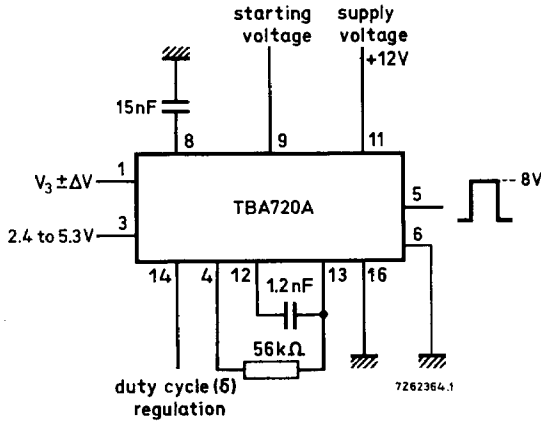 starting
voltage
supply
voltage
+12V
15nF
8
9
11
1
V3 ±ΔV
TBA720A
5
8V
3
2.4 to 5.3V
6
14
4
12
13
16
1.2nF
56kΩ
duty cycle (δ)
regulation
7262364.1